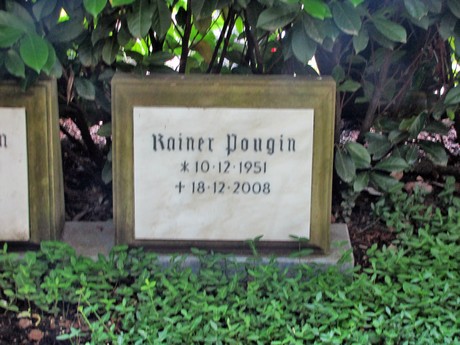 n
Rainer Pougin
* 10·12·1951
+ 18·12·2008